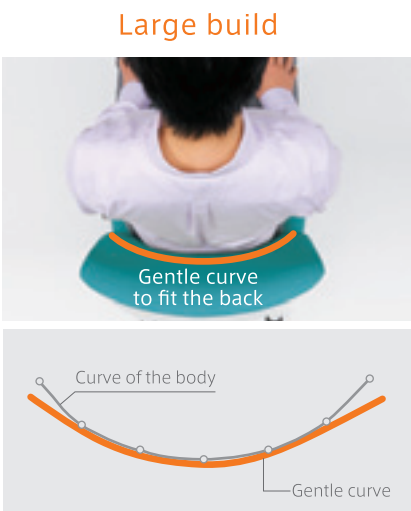 Large build
Gentle curve
to fit the back
Curve of the body
Gentle curve